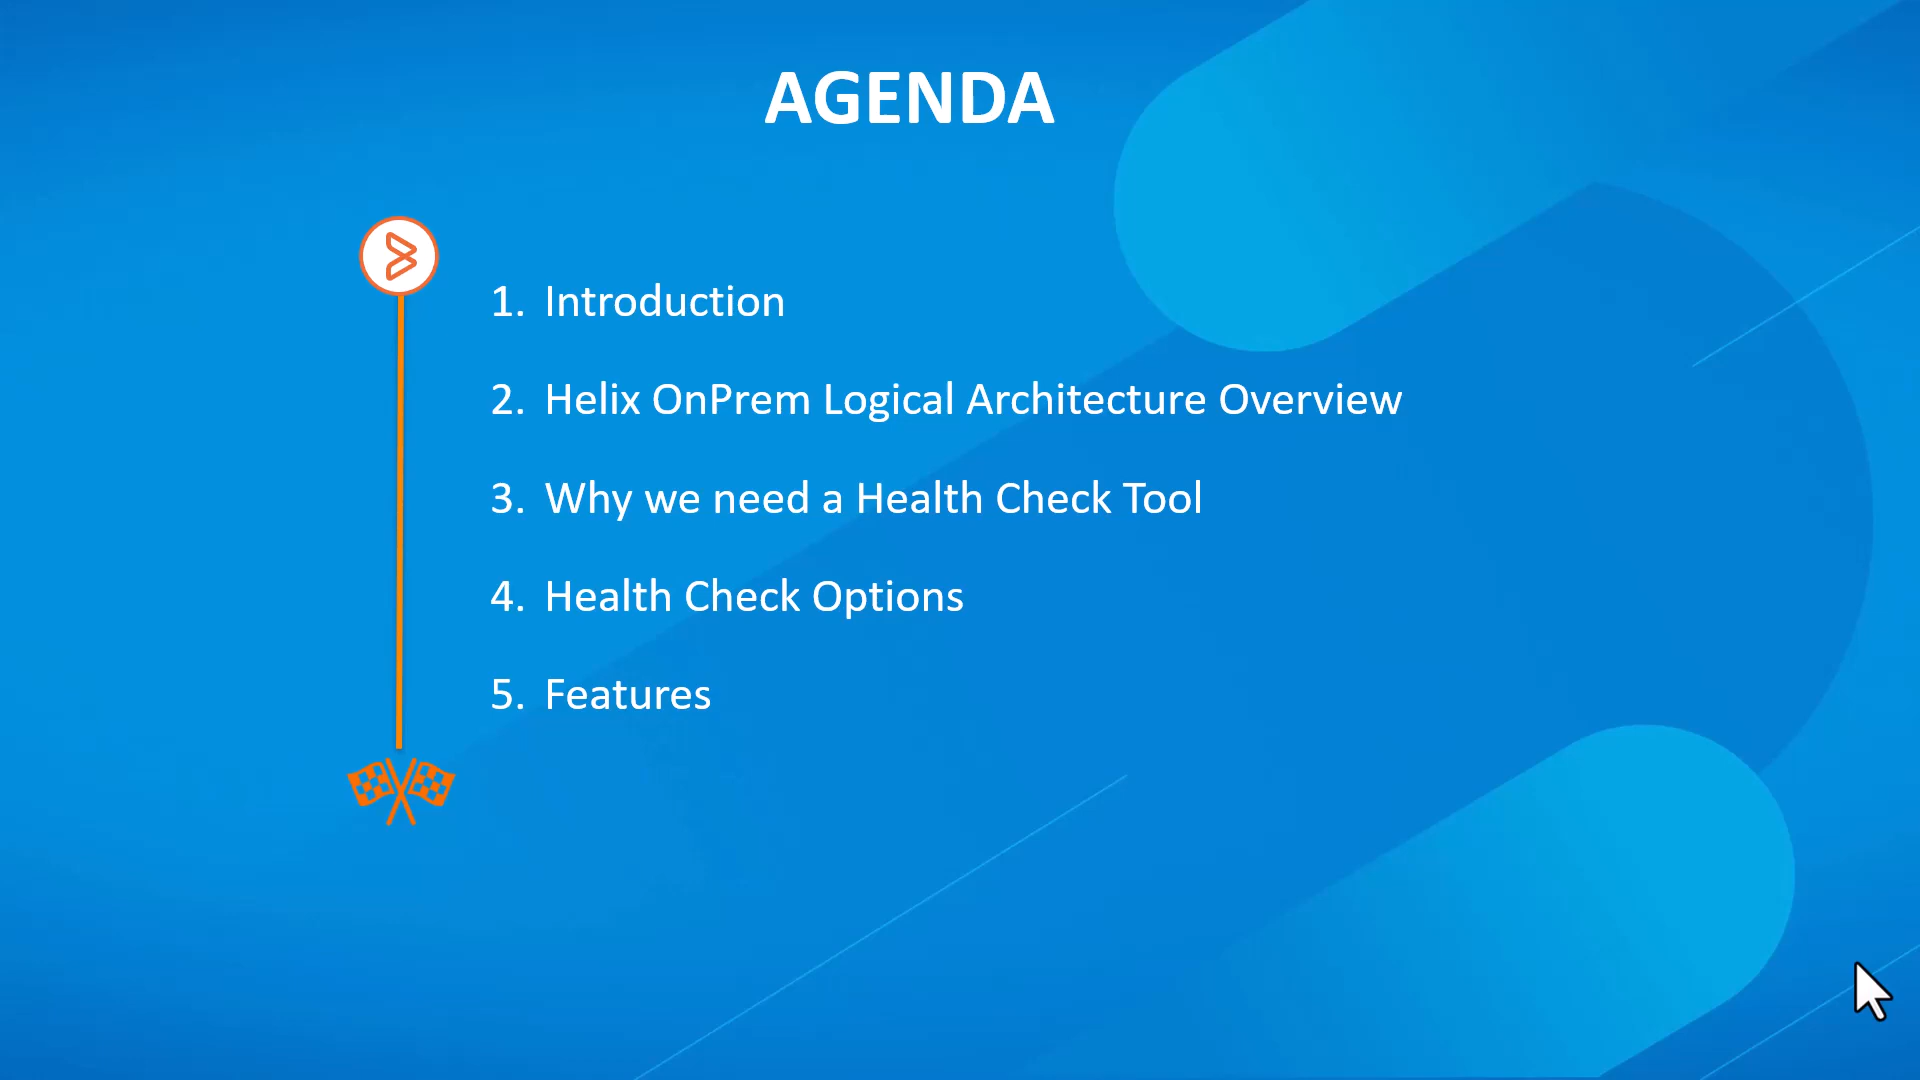 AGENDA
1. Introduction
2. Helix OnPrem Logical Architecture Overview
3. Why we need a Health Check Tool
4. Health Check Options
5. Features